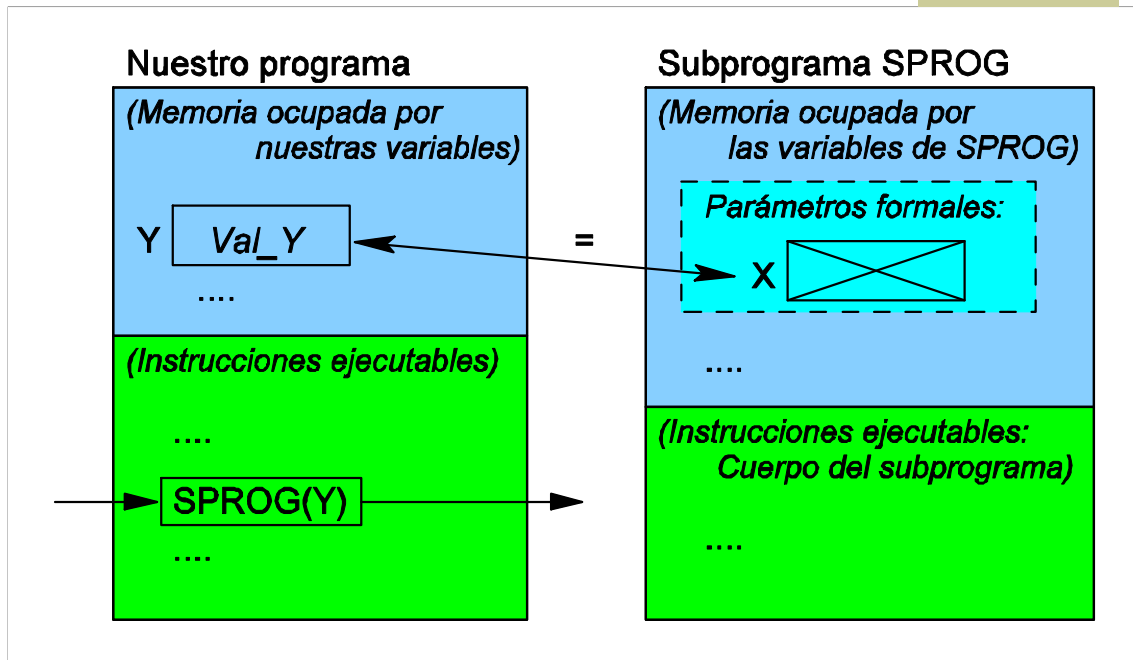 Nuestro programa
(Memoria ocupada por
nuestras variables)
Y Val_Y
....
(Instrucciones ejecutables)
....
SPROG(Y)
....
=
Subprograma SPROG
(Memoria ocupada por
las variables de SPROG)
Parámetros formales:
X
....
(Instrucciones ejecutables:
Cuerpo del subprograma)
....